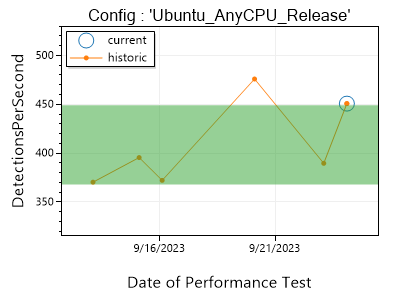 Config : 'Ubuntu_AnyCPU_Release'
current
historic
DetectionsPerSecond
500
450
400
350
9/16/2023
9/21/2023
Date of Performance Test